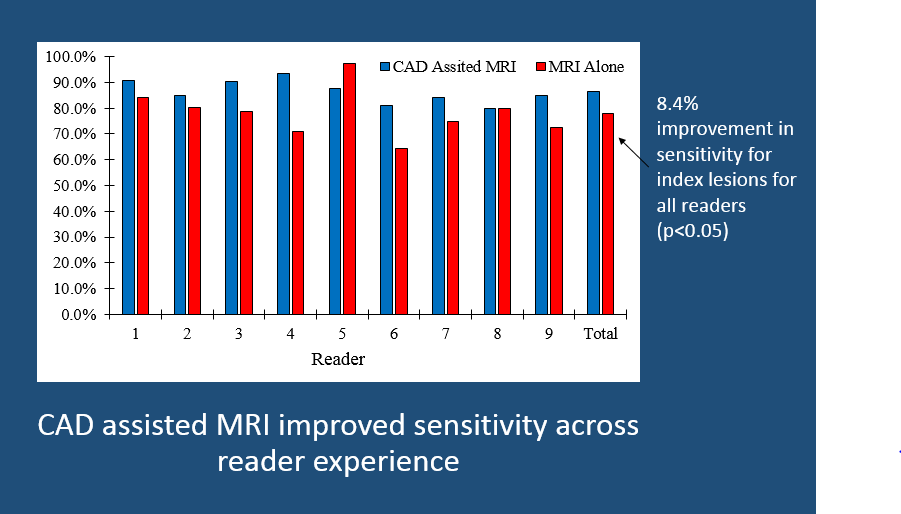 100.0%
90.0%
80.0%
70.0%
60.0%
50.0%
40.0%
30.0%
20.0%
10.0%
0.0%
CAD Assited MRI
MRI Alone
1 2 3 4 5 6 7 8 9 Total
Reader
8.4%
improvement in
sensitivity for
index lesions for
all readers
(p<0.05)
CAD assisted MRI improved sensitivity across
reader experience